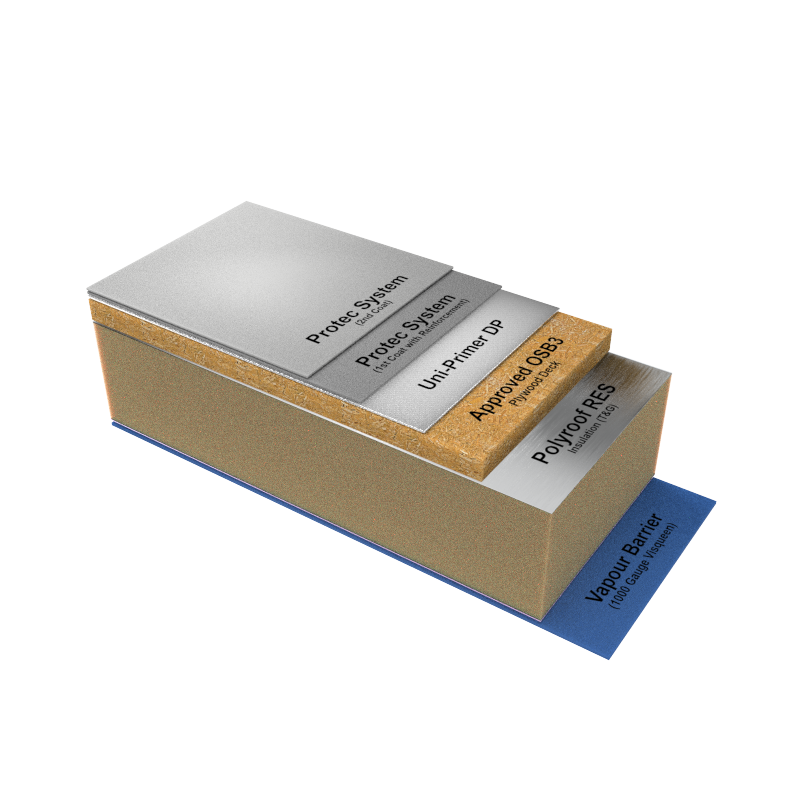 Protec System
(2nd Coat)
Protec System
(1st Coat with Reinforcement)
Uni-Primer DP
Approved OSB3
Plywood Deck
Polyroof RES
Insulation (T&G)
Vapour Barrier
(1000 Gauge Visqueen)